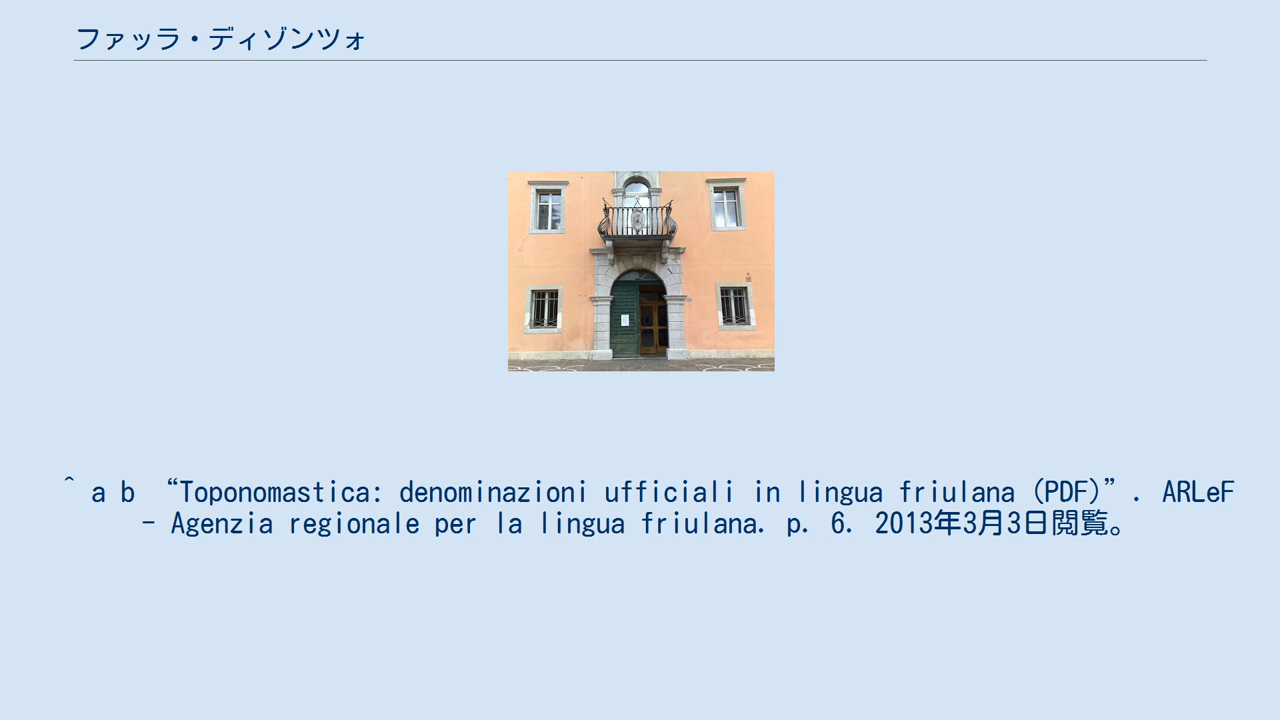 ファッラ・ディゾンツォ
^ a b “Toponomastica: denominazioni ufficiali in lingua friulana (PDF)”. ARLeF
- Agenzia regionale per la lingua friulana. p. 6. 2013年3月3日閲覧。